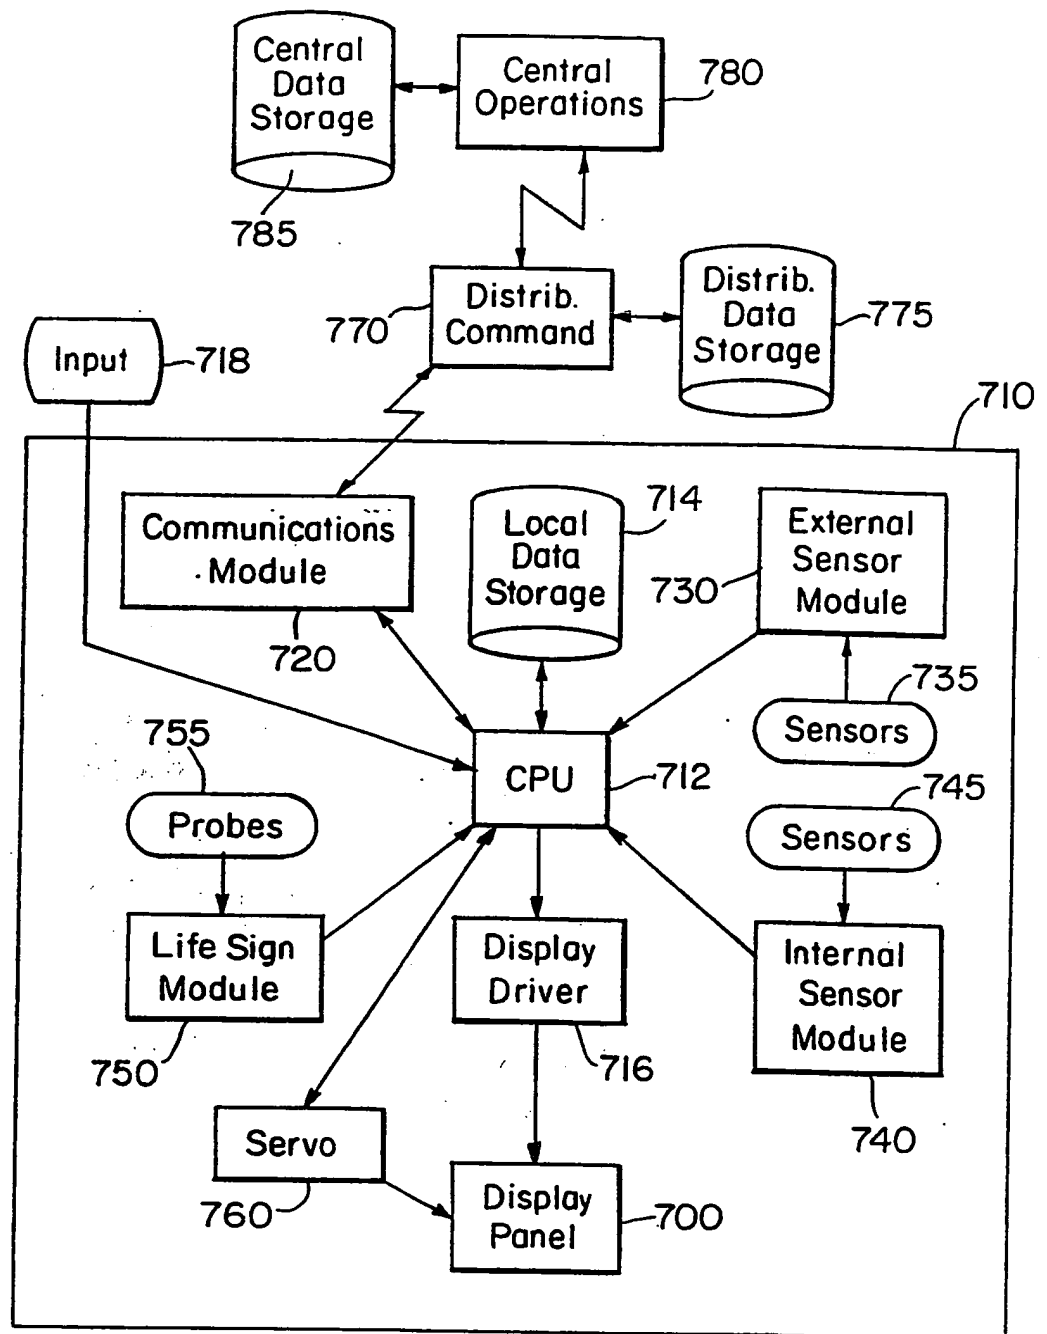 Central
Data
Storage
785
Central
Operations
780
Distrib.
Command
770
Distrib.
Data
Storage
775
Input
718
710
Communications
Module
720
Local
Data
Storage
714
External
Sensor
Module
730
735
Sensors
755
Probes
CPU
712
745
Sensors
Life Sign
Module
750
Display
Driver
716
Internal
Sensor
Module
740
Servo
760
Display
Panel
700